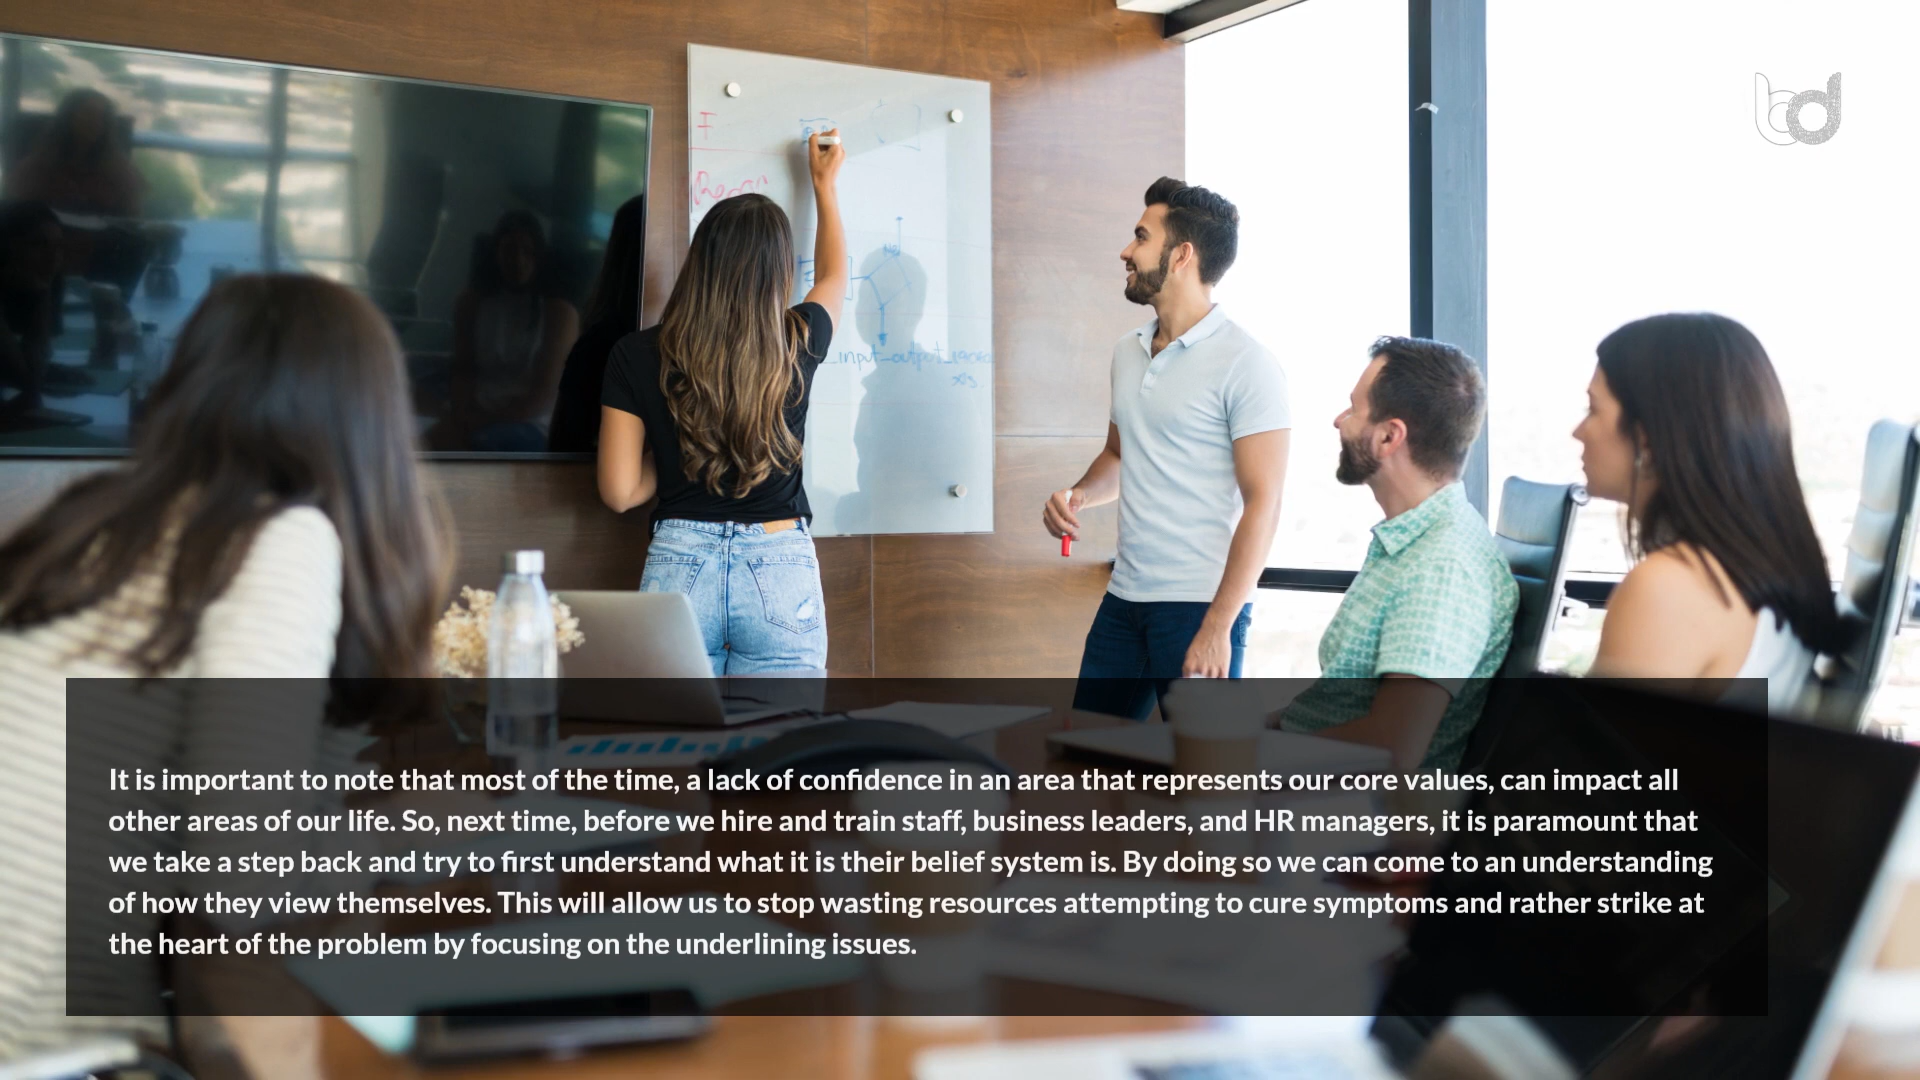 bd
It is important to note that most of the time, a lack of confidence in an area that represents our core values, can impact all
other areas of our life. So, next time, before we hire and train staff, business leaders, and HR managers, it is paramount that
we take a step back and try to first understand what it is their belief system is. By doing so we can come to an understanding
of how they view themselves. This will allow us to stop wasting resources attempting to cure symptoms and rather strike at
the heart of the problem by focusing on the underlining issues.